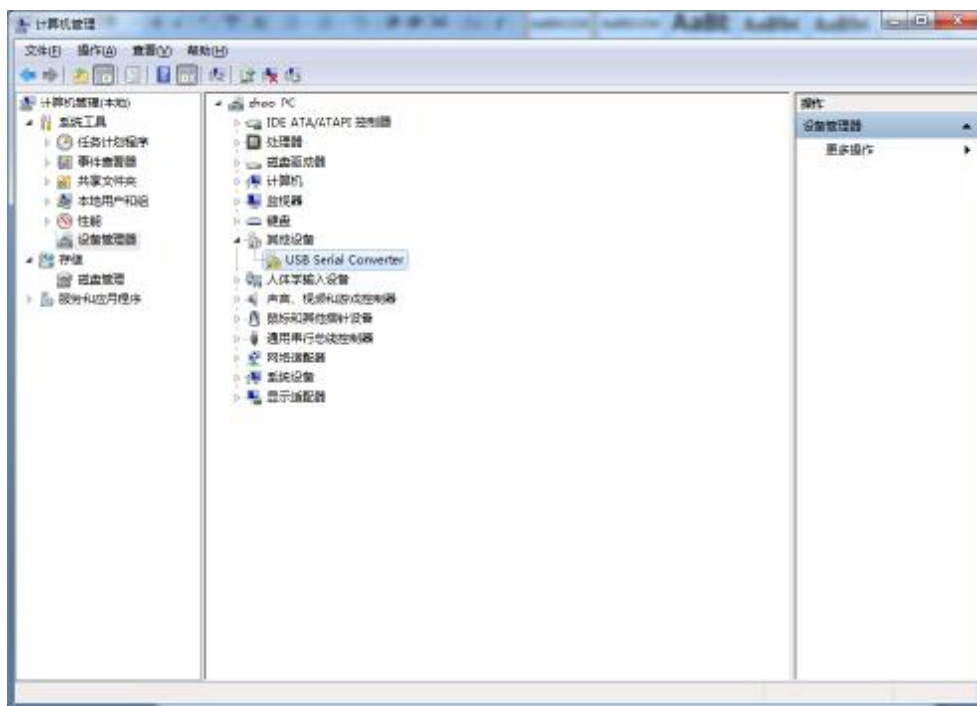 计算机管理
文件(F) 操作(A) 查看(V) 帮助(H)
计算机管理(本地)
系统工具
任务计划程序
事件查看器
共享文件夹
本地用户和组
性能
设备管理器
存储
磁盘管理
服务和应用程序
zhao PC
IDE ATA/ATAPI 控制器
处理器
磁盘驱动器
计算机
监视器
键盘
其他设备
USB Serial Converter
人体学输入设备
声音、视频和游戏控制器
鼠标和其他指针设备
通用串行总线控制器
网络适配器
系统设备
显示适配器
操作
设备管理器
更多操作